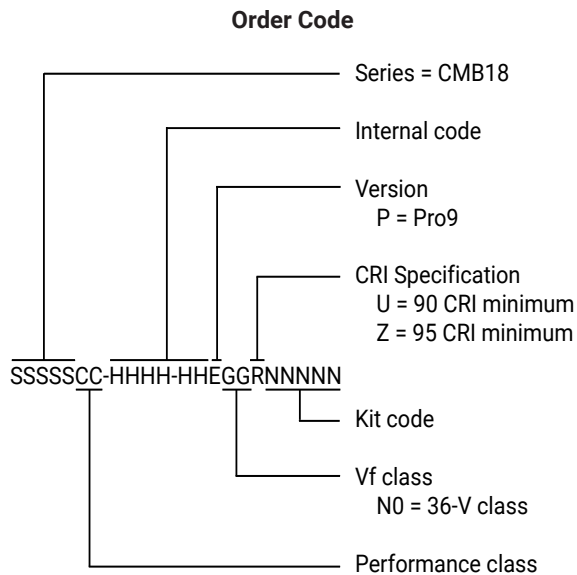 Order Code
Series = CMB18
Internal code
Version
P = Pro9
CRI Specification
U = 90 CRI minimum
Z = 95 CRI minimum
SSSSSCC-HHHH-HHEGGRNNNNN
Kit code
Vf class
N0 = 36-V class
Performance class